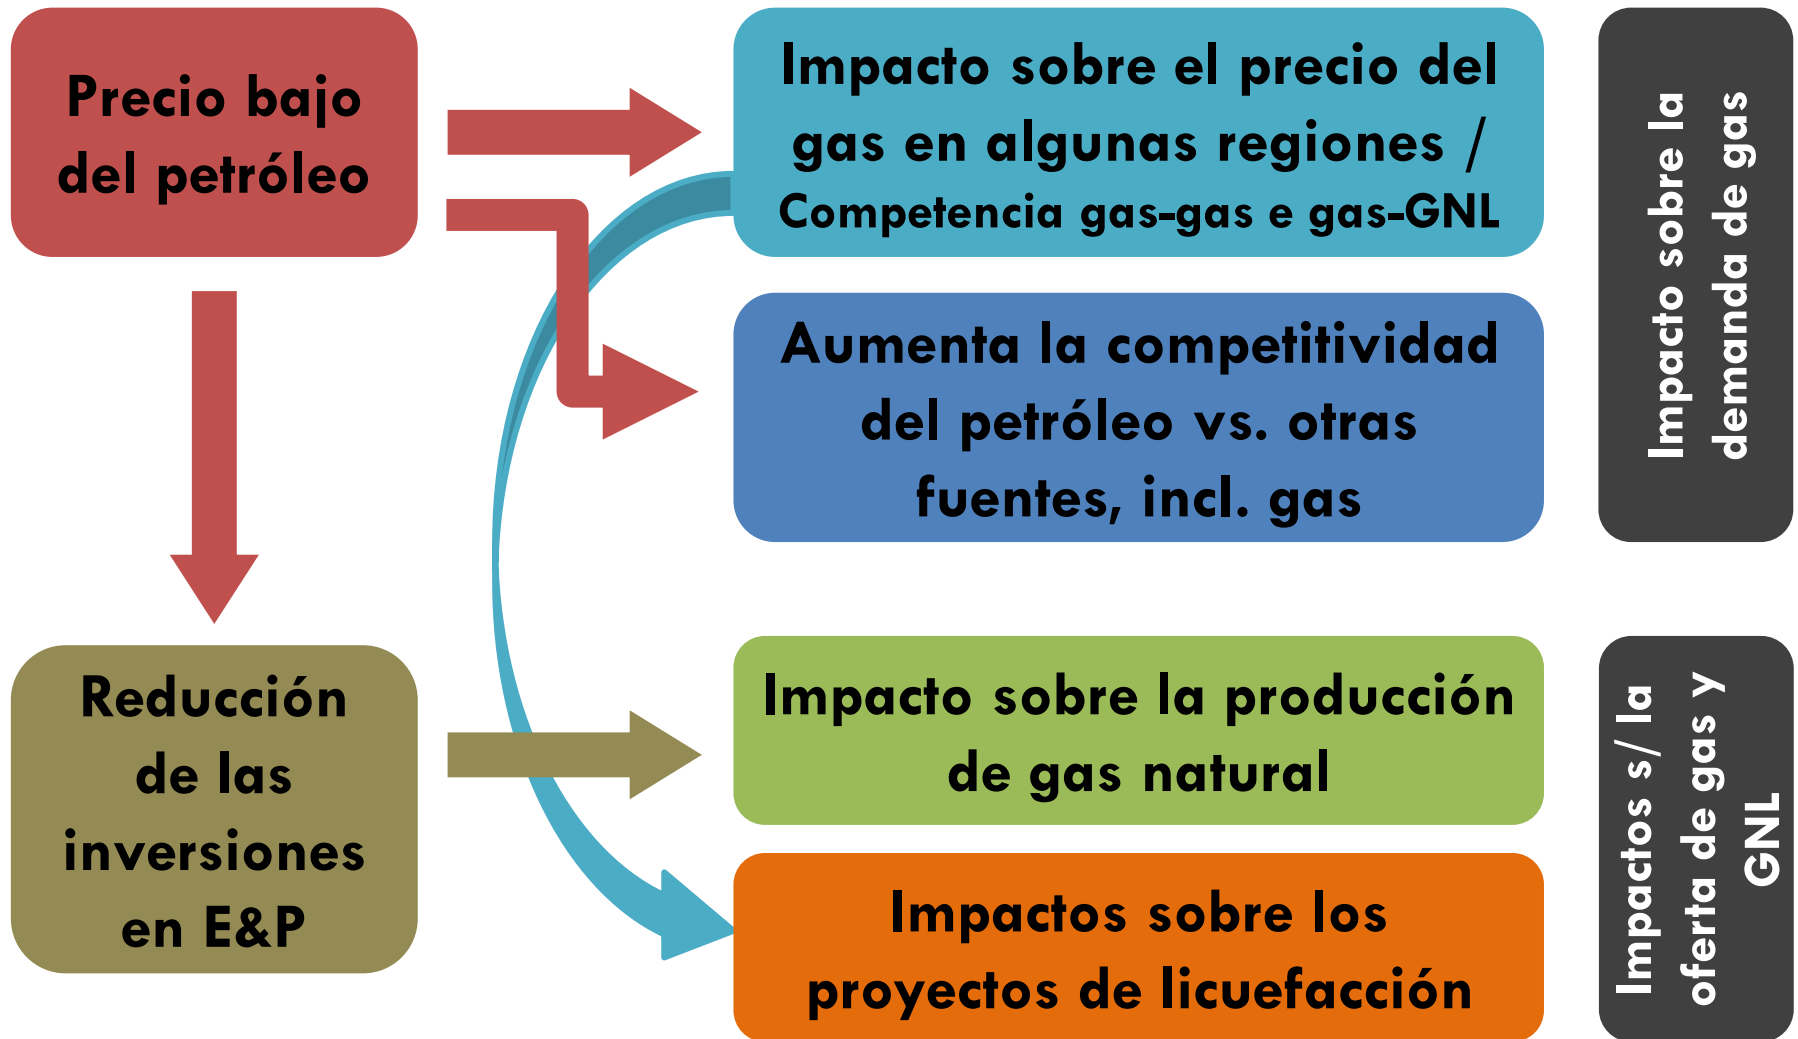 Precio bajo
del petróleo
Impacto sobre el precio del
gas en algunas regiones /
Competencia gas-gas e gas-GNL
Aumenta la competitividad
del petróleo vs. otras
fuentes, incl. gas
Impacto sobre la
demanda de gas
Reducción
de las
inversiones
en E&P
Impacto sobre la producción
de gas natural
Impactos sobre los
proyectos de licuefacción
Impactos s/ la
oferta de gas y
GNL